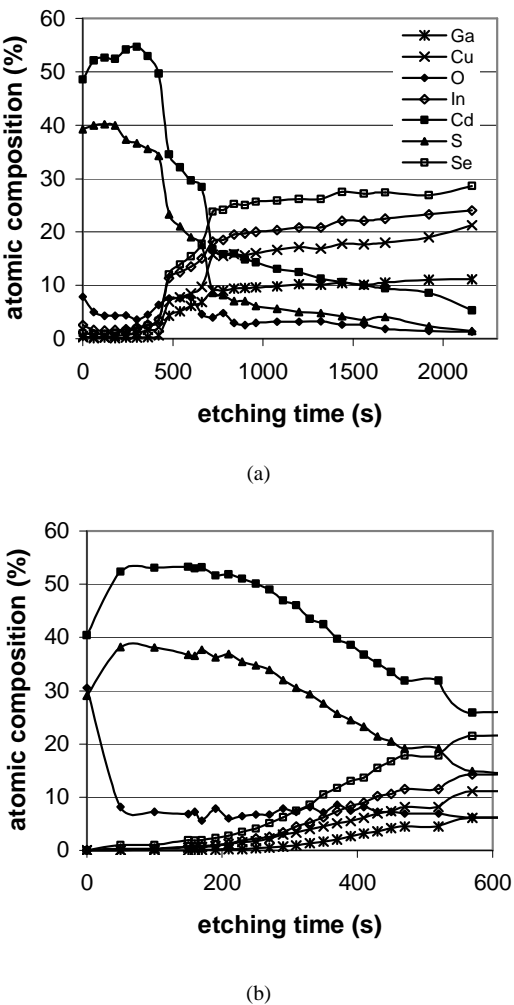 60
50
40
30
20
10
0
atomic composition (%)
Ga
Cu
O
In
Cd
S
Se
0 500 1000 1500 2000
etching time (s)
(a)
60
50
40
30
20
10
0
atomic composition (%)
0 200 400 600
etching time (s)
(b)